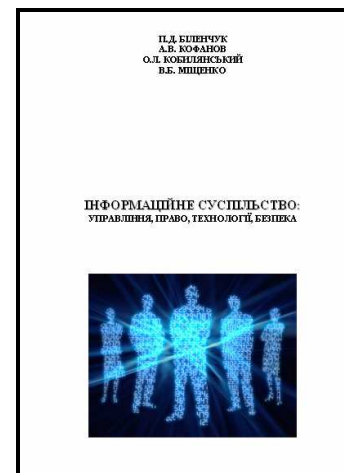 П.Д. БІЛЕНЧУК
А.В. КОФАНОВ
О.Л. КОБИЛЯНСЬКИЙ
В.Б. МІЩЕНКО
ІНФОРМАЦІЙНЕ СУСПІЛЬСТВО:
УПРАВЛІННЯ, ПРАВО, ТЕХНОЛОГІЇ, БЕЗПЕКА